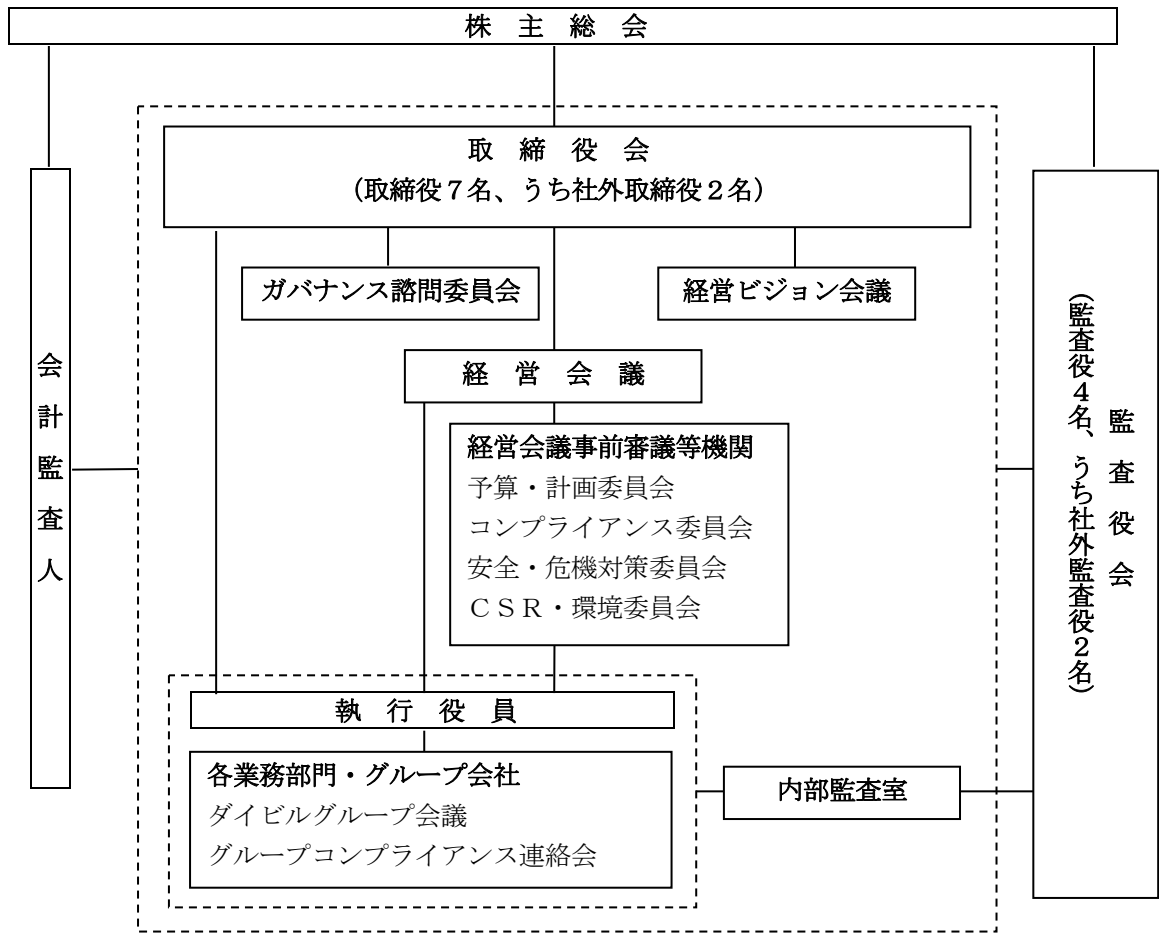 株　主　総　会
取　締　役　会
（取締役７名、うち社外取締役２名）
ガバナンス諮問委員会
経営ビジョン会議
経　営　会　議
経営会議事前審議等機関
予算・計画委員会
コンプライアンス委員会
安全・危機対策委員会
ＣＳＲ・環境委員会
執　行　役　員
各業務部門・グループ会社
ダイビルグループ会議
グループコンプライアンス連絡会
内部監査室
会　計　監　査　人
監　査　役　会
（監査役４名、うち社外監査役２名）